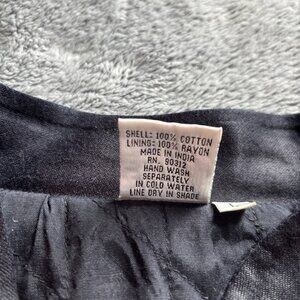 SHELL: 100% COTTON
LINING: 100% RAYON
MADE IN INDIA
RN. 90312
HAND WASH
SEPARATELY
IN COLD WATER
LINE DRY IN SHADE